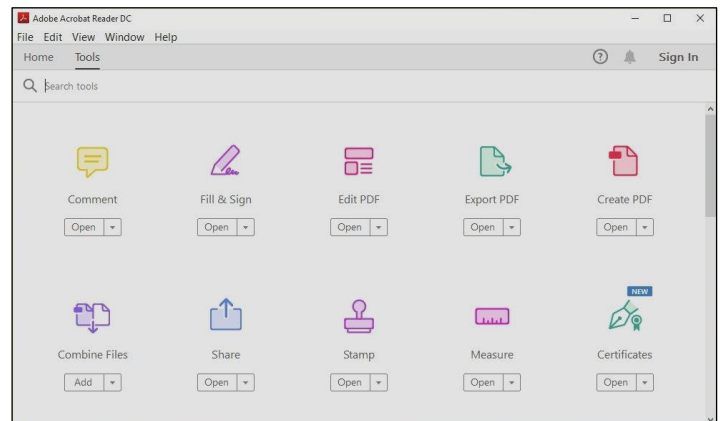 Adobe Acrobat Reader DC
File Edit View Window Help
Home Tools
? Sign In
Search tools
Comment Fill & Sign Edit PDF Export PDF Create PDF
Open Open Open Open Open
NEW
Combine Files Share Stamp Measure Certificates
Add Open Open Open Open